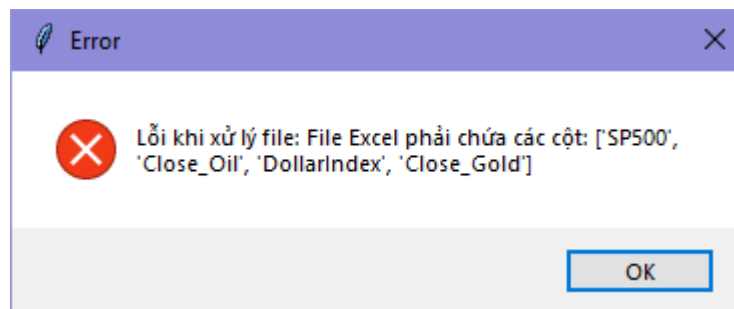 Error
Lỗi khi xử lý file: File Excel phải chứa các cột: ['SP500',
'Close_Oil', 'DollarIndex', 'Close_Gold']
OK